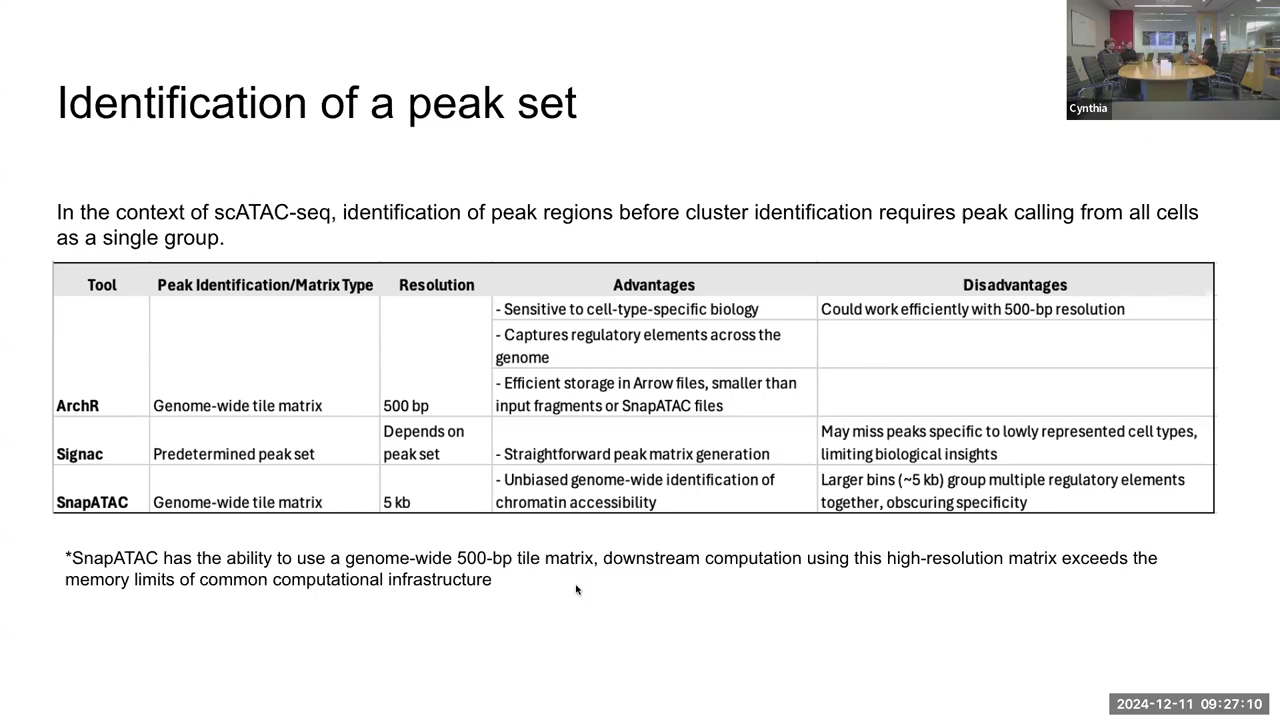 Cynthia
Identification of a peak set
In the context of scATAC-seq, identification of peak regions before cluster identification requires peak calling from all cells
as a single group.
Tool Peak Identification/Matrix Type Resolution Advantages Disadvantages
- Sensitive to cell-type-specific biology Could work efficiently with 500-bp resolution
- Captures regulatory elements across the
genome
- Efficient storage in Arrow files, smaller than
ArchR Genome-wide tile matrix 500 bp input fragments or SnapATAC files
Depends on May miss peaks specific to lowly represented cell types,
Signac Predetermined peak set peak set - Straightforward peak matrix generation limiting biological insights
- Unbiased genome-wide identification of Larger bins (~5 kb) group multiple regulatory elements
SnapATAC Genome-wide tile matrix 5 kb chromatin accessibility together, obscuring specificity
*SnapATAC has the ability to use a genome-wide 500-bp tile matrix, downstream computation using this high-resolution matrix exceeds the
memory limits of common computational infrastructure
2024-12-11 09:27:10